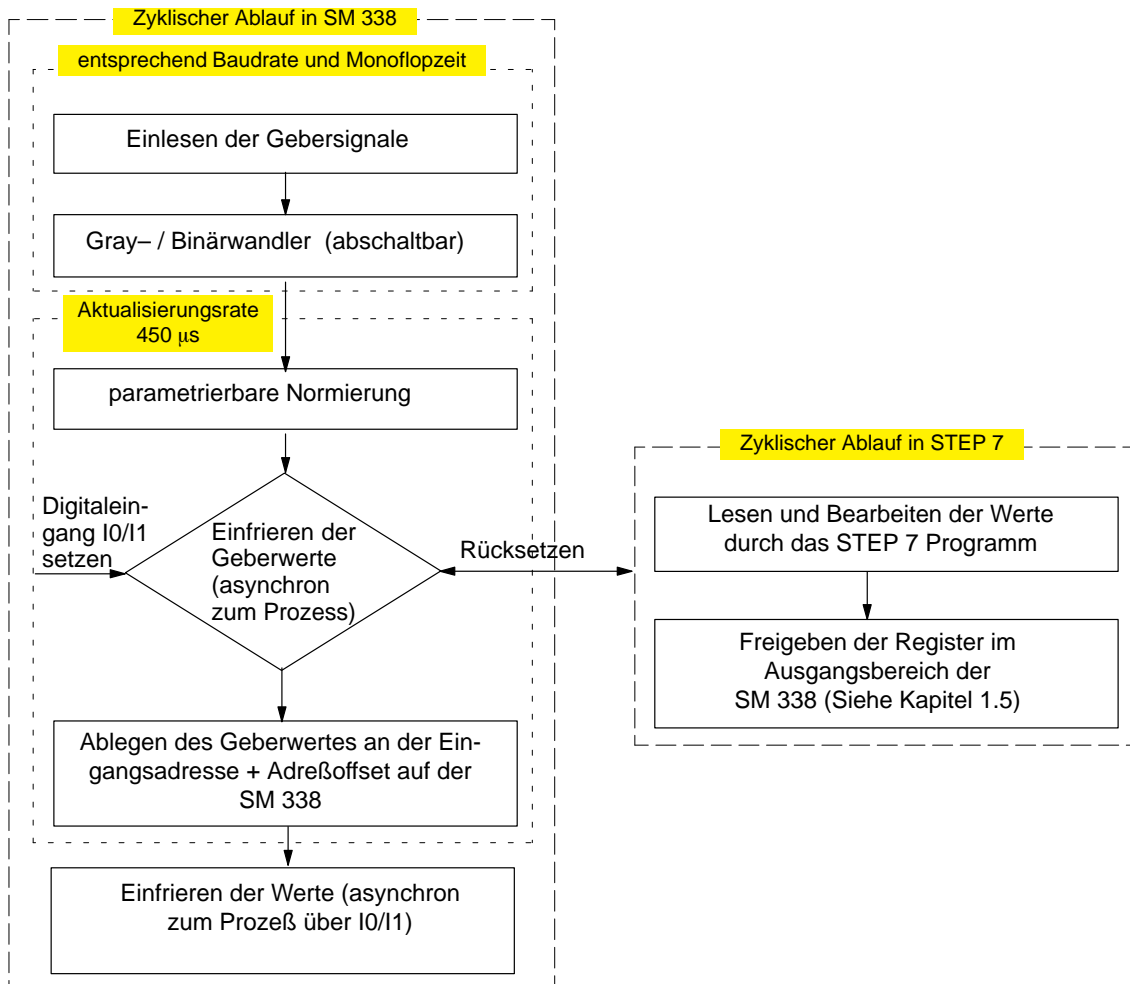 Zyklischer Ablauf in SM 338
entsprechend Baudrate und Monoflopzeit
Einlesen der Gebersignale
Gray– / Binärwandler (abschaltbar)
Aktualisierungsrate
450 µs
parametrierbare Normierung
Digitalein-
gang I0/I1
setzen
Einfrieren der
Geberwerte
(asynchron
zum Prozess)
Rücksetzen
Ablegen des Geberwertes an der Ein-
gangsadresse + Adreßoffset auf der
SM 338
Einfrieren der Werte (asynchron
zum Prozeß über I0/I1)
Zyklischer Ablauf in STEP 7
Lesen und Bearbeiten der Werte
durch das STEP 7 Programm
Freigeben der Register im
Ausgangsbereich der
SM 338 (Siehe Kapitel 1.5)